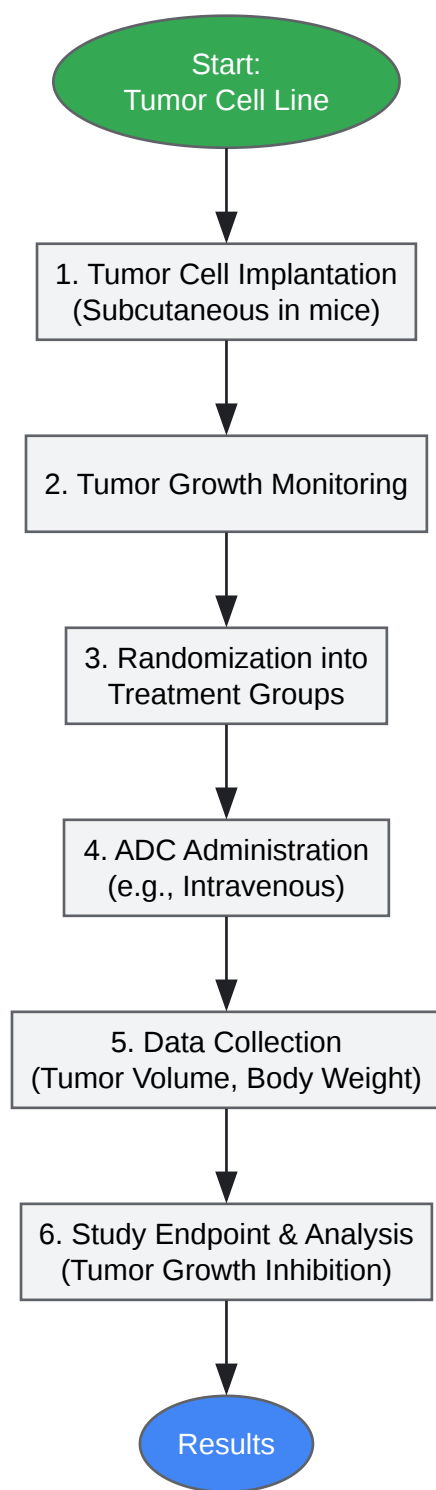 Start:
Tumor Cell Line
1. Tumor Cell Implantation
(Subcutaneous in mice)
2. Tumor Growth Monitoring
3. Randomization into
Treatment Groups
4. ADC Administration
(e.g., Intravenous)
5. Data Collection
(Tumor Volume, Body Weight)
6. Study Endpoint & Analysis
(Tumor Growth Inhibition)
Results